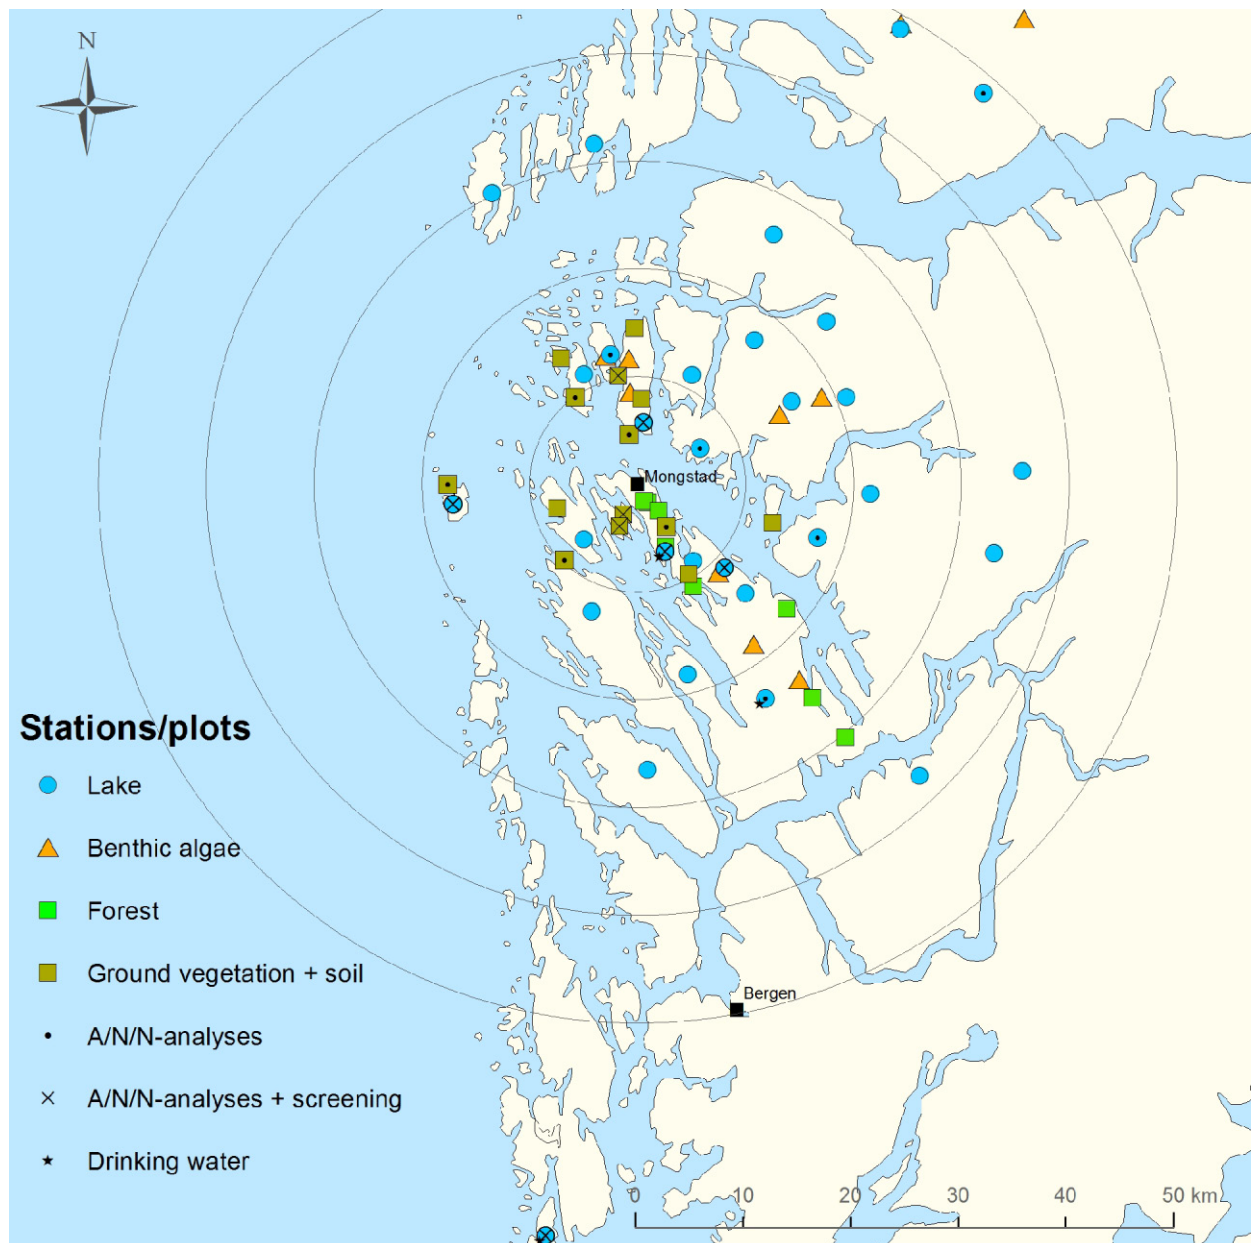 N
Mongstad
Stations/plots
Lake
Benthic algae
Forest
Ground vegetation + soil
Bergen
A/N/N-analyses
A/N/N-analyses + screening
Drinking water
0 10 20 30 40 50 km